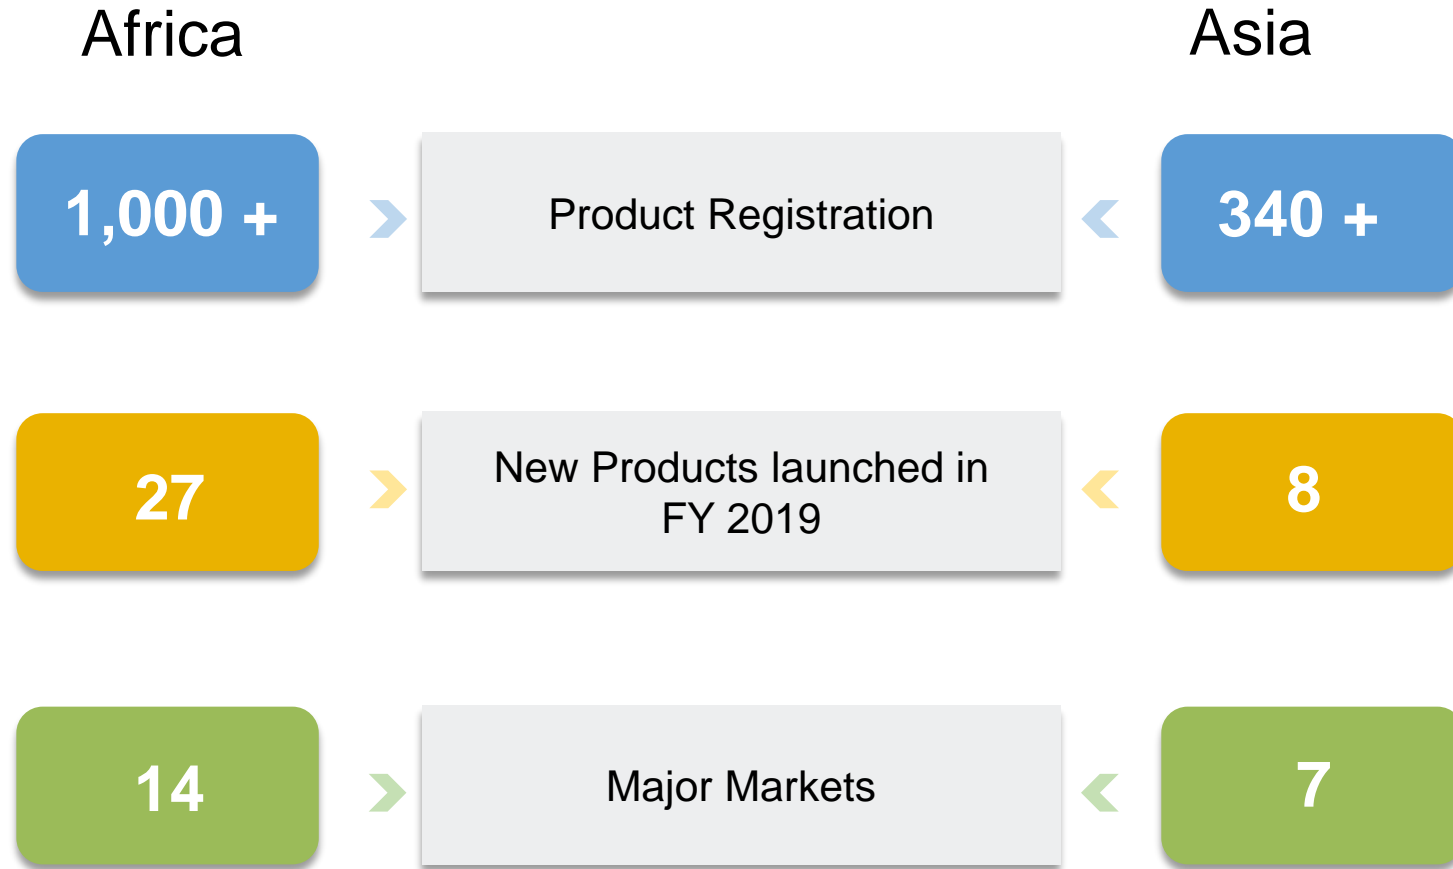 Africa
Asia
1,000 +
Product Registration
340 +
27
New Products launched in
FY 2019
8
14
Major Markets
7